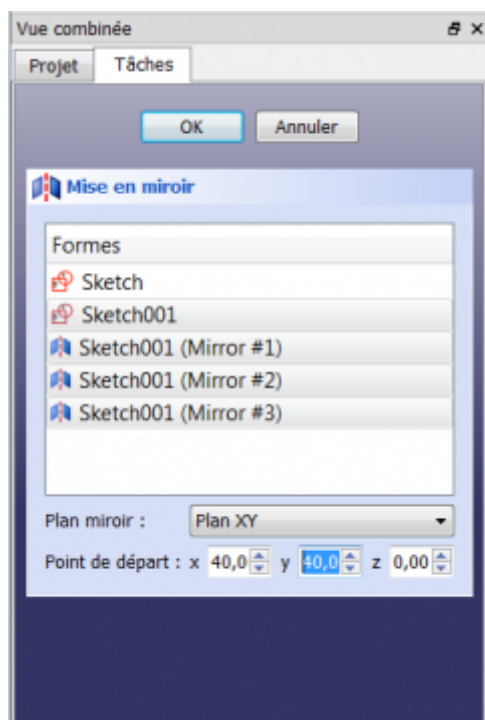 Vue combinée
Projet Tâches
OK Annuler
Mise en miroir
Formes
Sketch
Sketch001
Sketch001 (Mirror #1)
Sketch001 (Mirror #2)
Sketch001 (Mirror #3)
Plan miroir : Plan XY
Point de départ : x 40,0 y 40,0 z 0,00